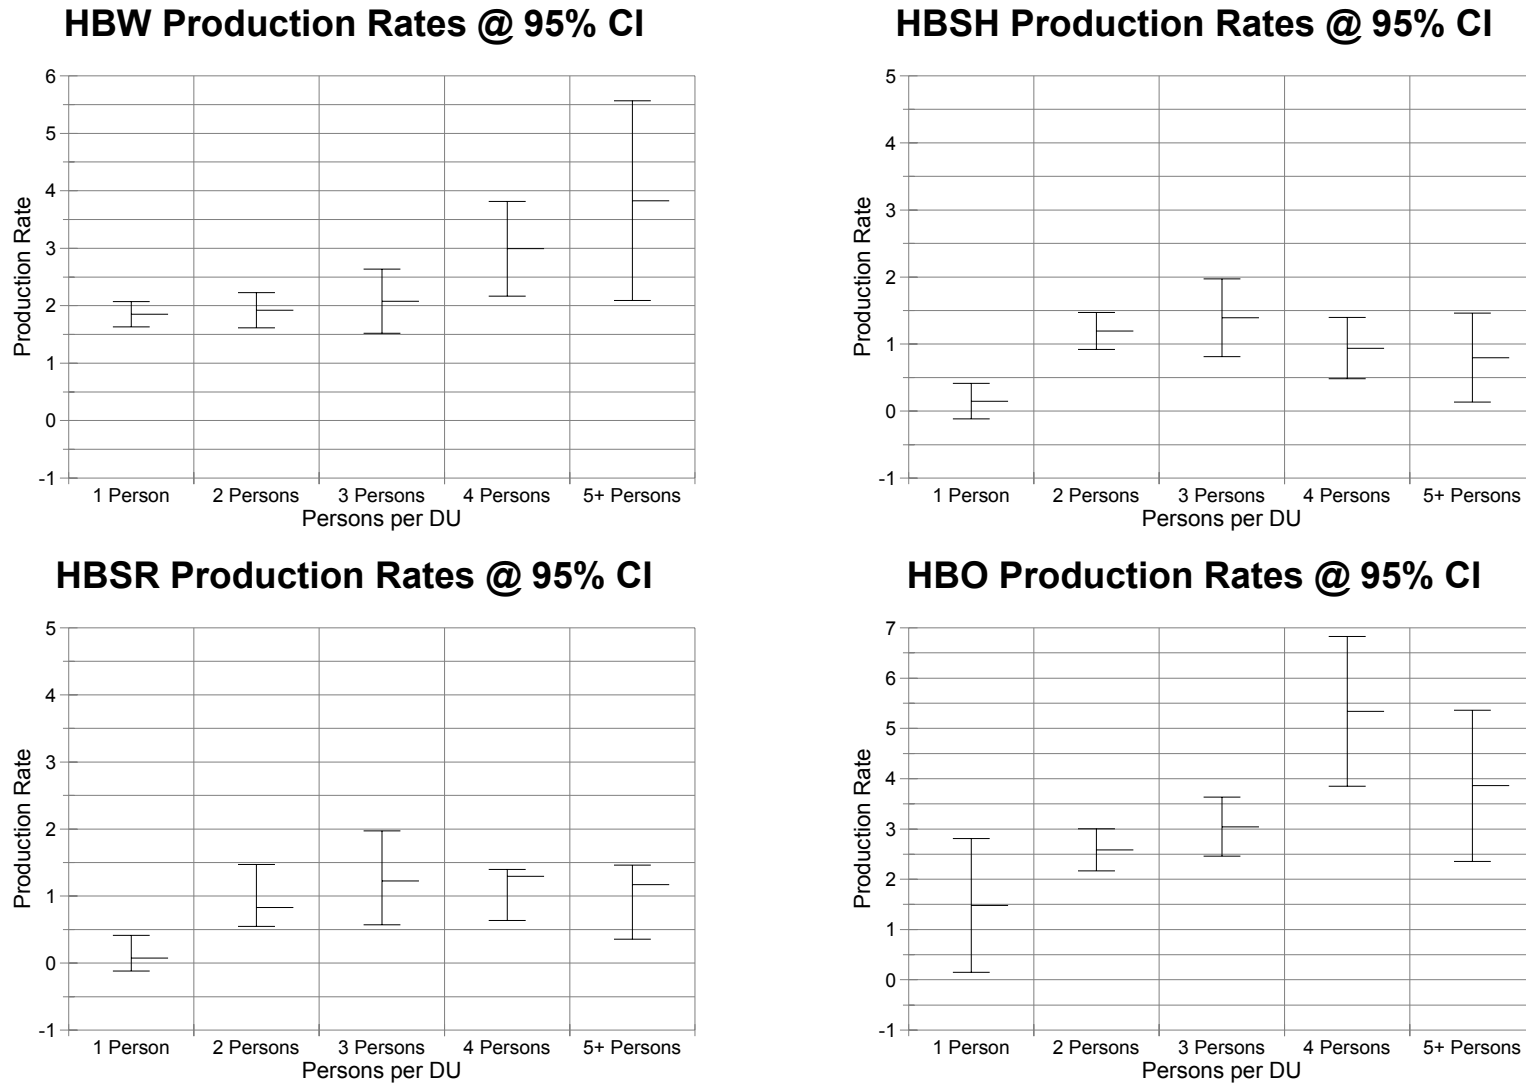 HBW Production Rates @ 95% CI
6
5
4
3
2
1
0
-1
Production Rate
1 Person 2 Persons 3 Persons 4 Persons 5+ Persons
Persons per DU
HBSH Production Rates @ 95% CI
5
4
3
2
1
0
-1
Production Rate
1 Person 2 Persons 3 Persons 4 Persons 5+ Persons
Persons per DU
HBSR Production Rates @ 95% CI
5
4
3
2
1
0
-1
Production Rate
1 Person 2 Persons 3 Persons 4 Persons 5+ Persons
Persons per DU
HBO Production Rates @ 95% CI
7
6
5
4
3
2
1
0
-1
Production Rate
1 Person 2 Persons 3 Persons 4 Persons 5+ Persons
Persons per DU